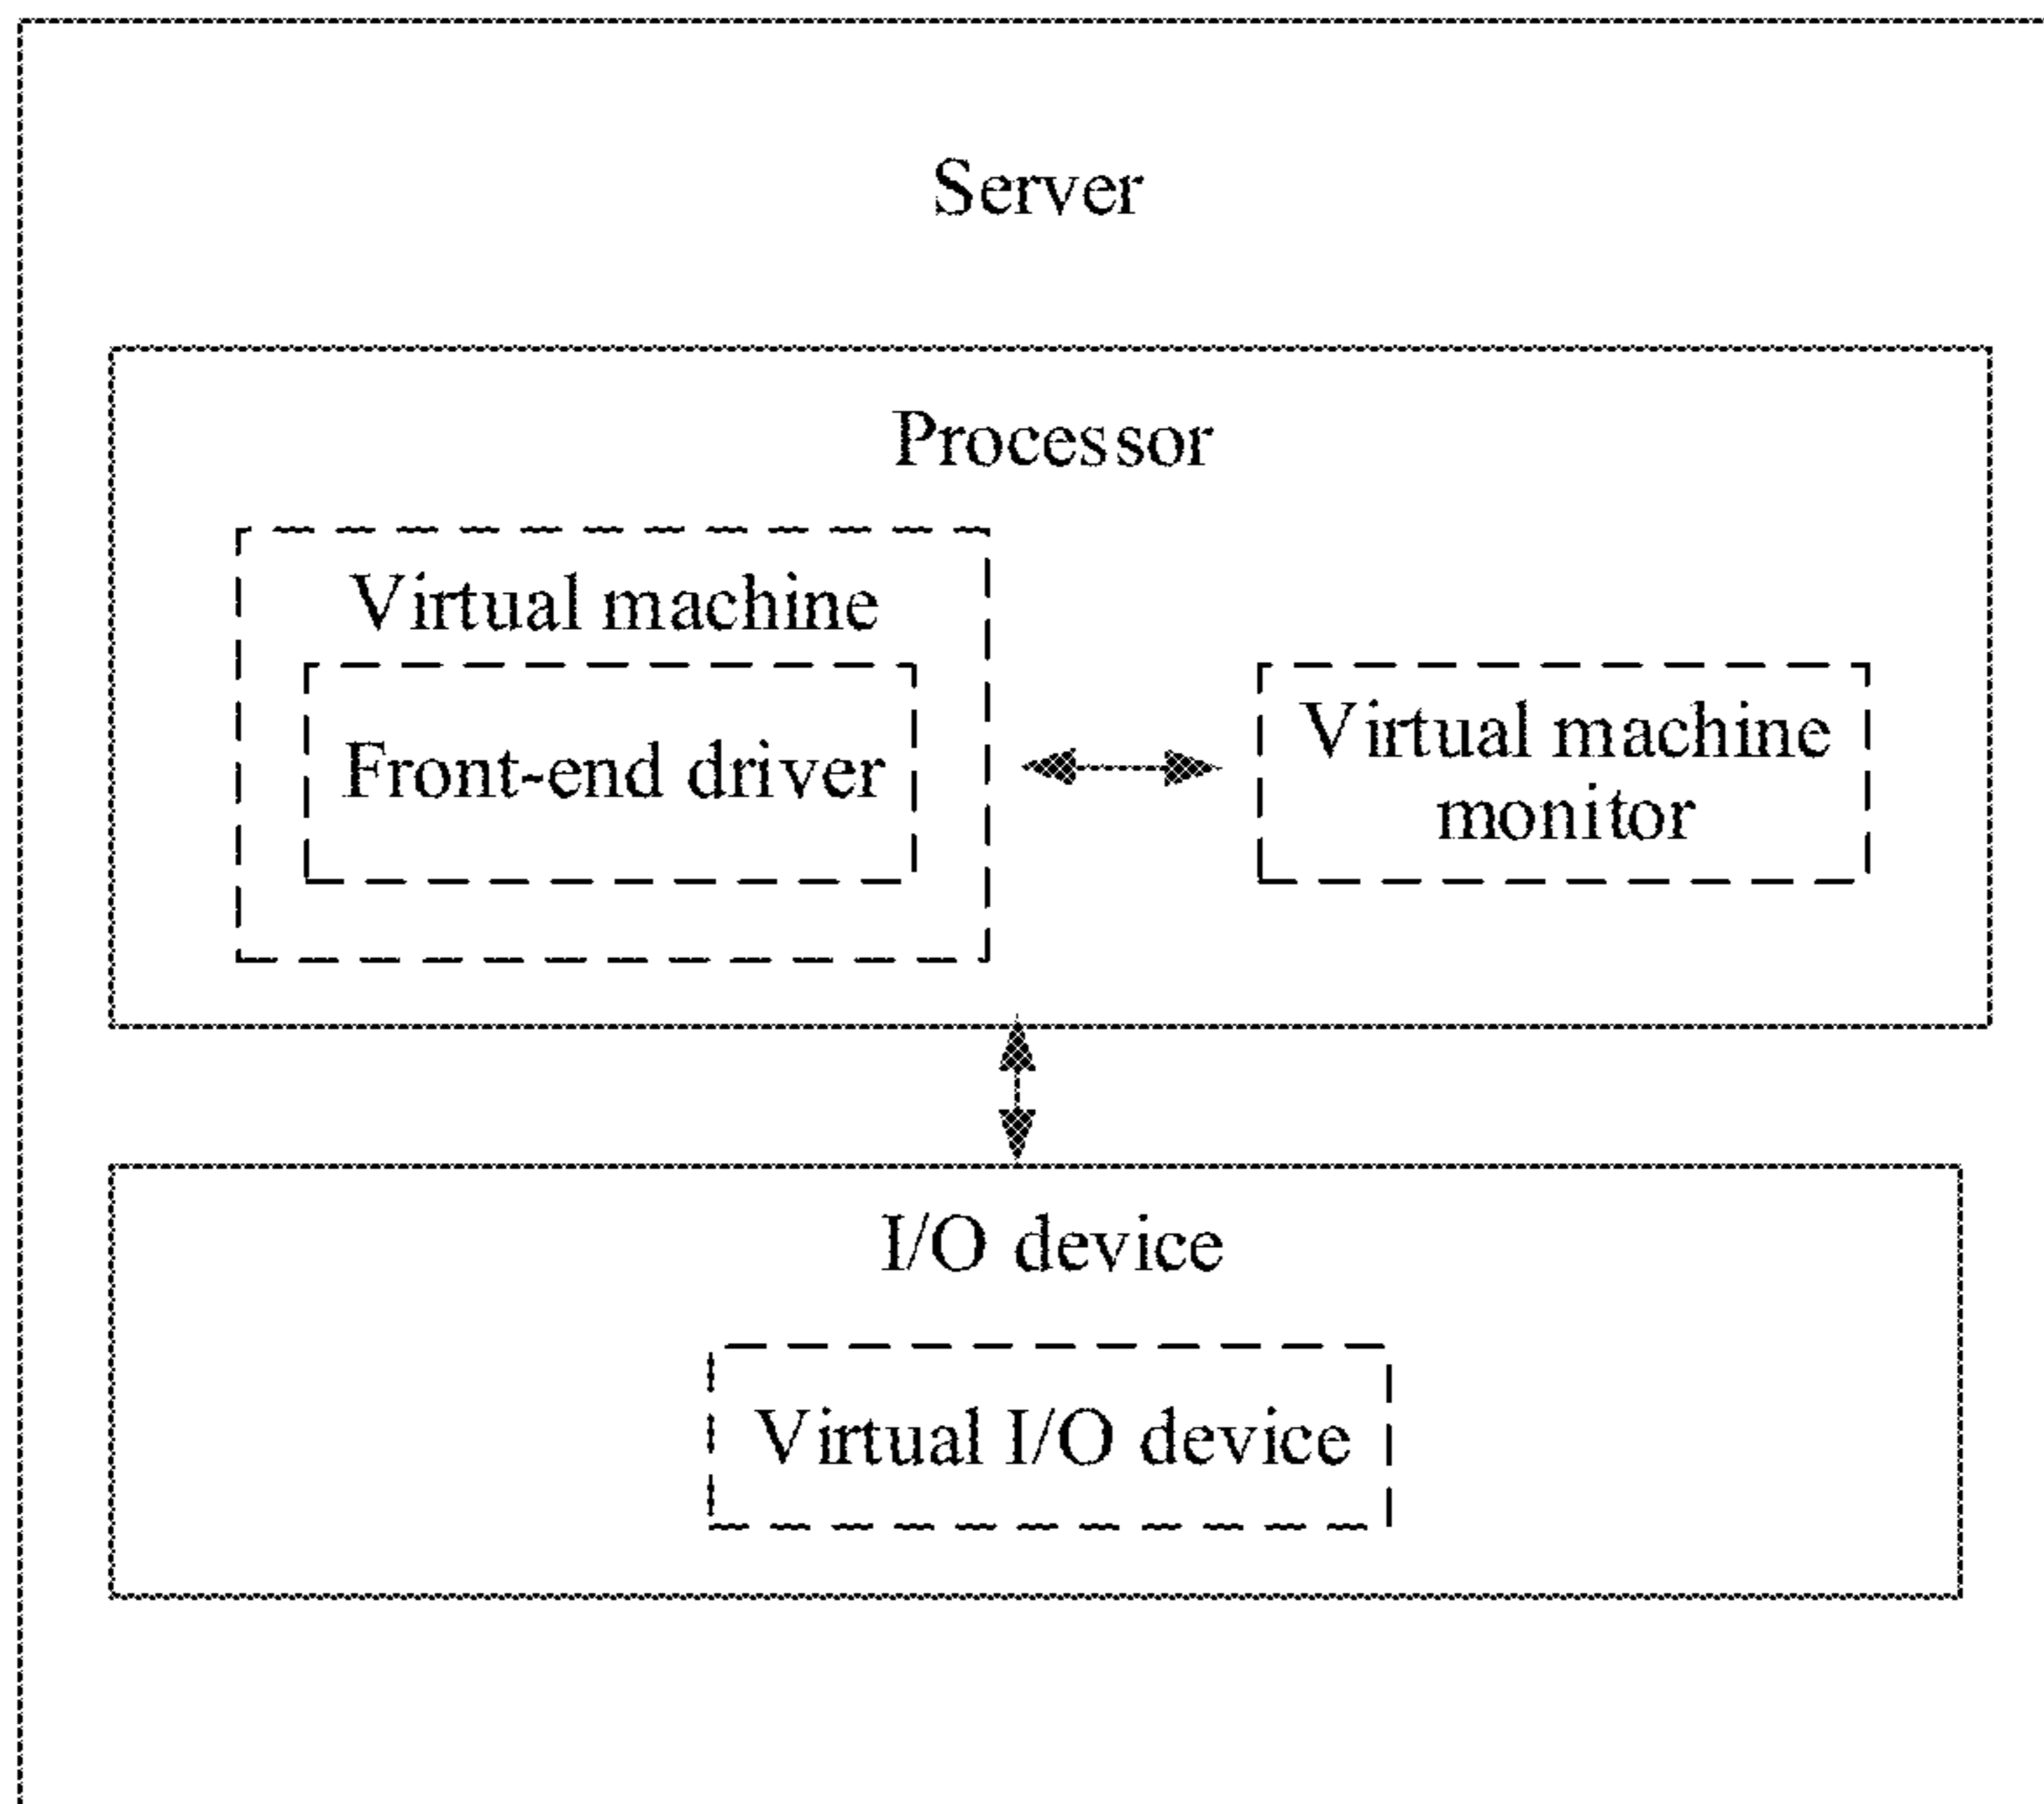 Server
Processor
Virtual machine
Front-end driver
Virtual machine
monitor
I/O device
Virtual I/O device